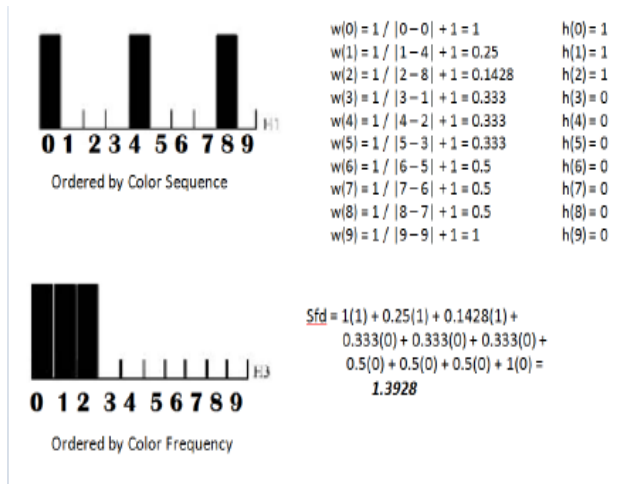 H1
0 1 2 3 4 5 6 7 8 9
Ordered by Color Sequence
w(0) = 1 / |0-0| +1 = 1 h(0) = 1
w(1) = 1 / |1-4| +1 = 0.25 h(1) = 1
w(2) = 1 / |2-8| +1 = 0.1428 h(2) = 1
w(3) = 1 / |3-1| +1 = 0.333 h(3) = 0
w(4) = 1 / |4-2| +1 = 0.333 h(4) = 0
w(5) = 1 / |5-3| +1 = 0.333 h(5) = 0
w(6) = 1 / |6-5| +1 = 0.5 h(6) = 0
w(7) = 1 / |7-6| +1 = 0.5 h(7) = 0
w(8) = 1 / |8-7| +1 = 0.5 h(8) = 0
w(9) = 1 / |9-9| +1 = 1 h(9) = 0
H3
0 1 2 3 4 5 6 7 8 9
Ordered by Color Frequency
Sfd = 1(1) + 0.25(1) + 0.1428(1) +
0.333(0) + 0.333(0) + 0.333(0) +
0.5(0) + 0.5(0) + 0.5(0) + 1(0) =
1.3928